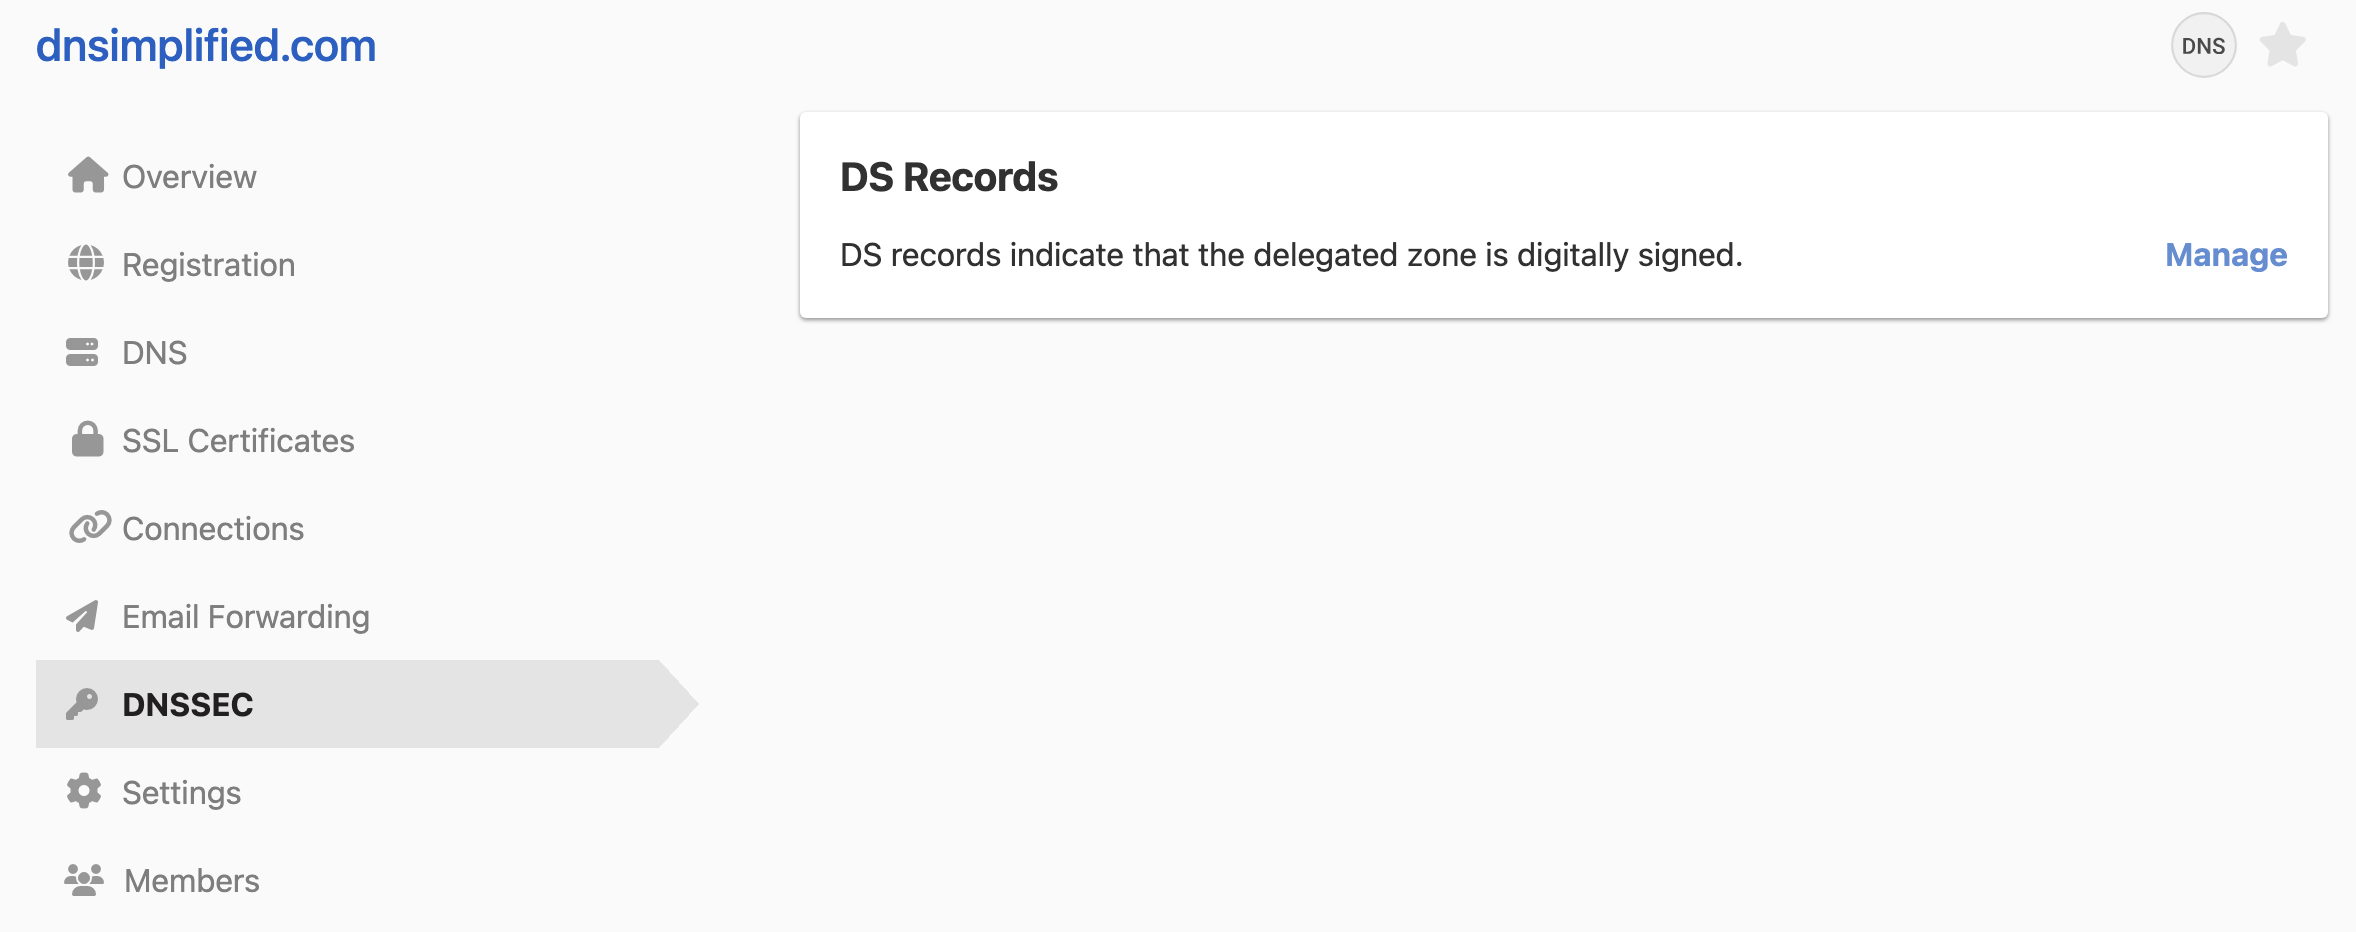 dnsimplified.com
DNS
Overview
Registration
DNS
SSL Certificates
Connections
Email Forwarding
DNSSEC
Settings
Members
DS Records
DS records indicate that the delegated zone is digitally signed.
Manage